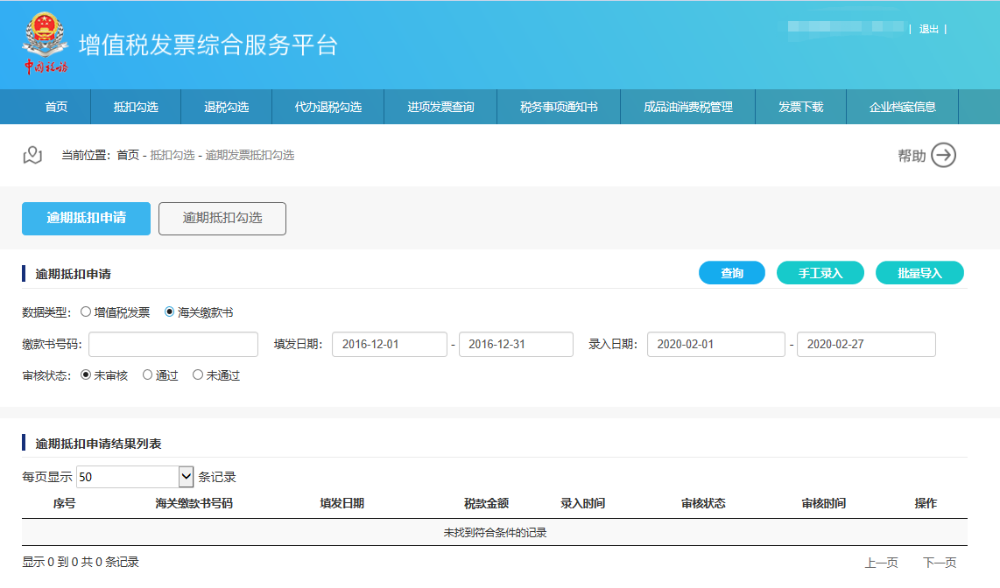 中国税务
增值税发票综合服务平台
| 退出 |
首页 抵扣勾选 退税勾选 代办退税勾选 进项发票查询 税务事项通知书 成品油消费税管理 发票下载 企业档案信息
当前位置：首页 - 抵扣勾选 - 逾期发票抵扣勾选 帮助
逾期抵扣申请 逾期抵扣勾选
逾期抵扣申请 查询 手工录入 批量导入
数据类型： 增值税发票 海关缴款书
缴款书号码： 填发日期： 2016-12-01 - 2016-12-31 录入日期： 2020-02-01 - 2020-02-27
审核状态： 未审核 通过 未通过
逾期抵扣申请结果列表
每页显示 50 条记录
序号 海关缴款书号码 填发日期 税款金额 录入时间 审核状态 审核时间 操作
未找到符合条件的记录
显示 0 到 0 共 0 条记录 上一页 下一页